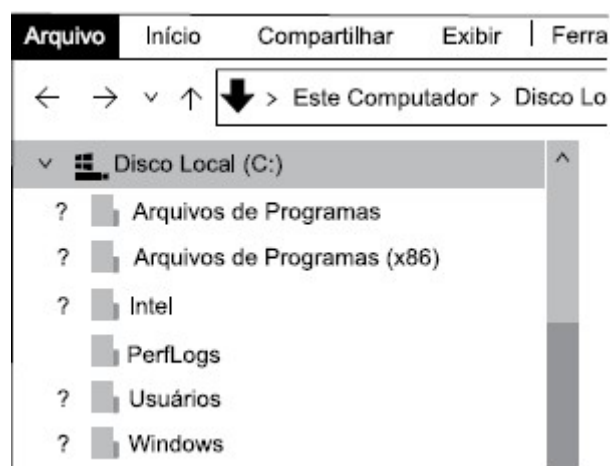 Arquivo Início Compartilhar Exibir | Ferra
> Este Computador > Disco Lo
Disco Local (C:)
? Arquivos de Programas
? Arquivos de Programas (x86)
? Intel
PerfLogs
? Usuários
? Windows